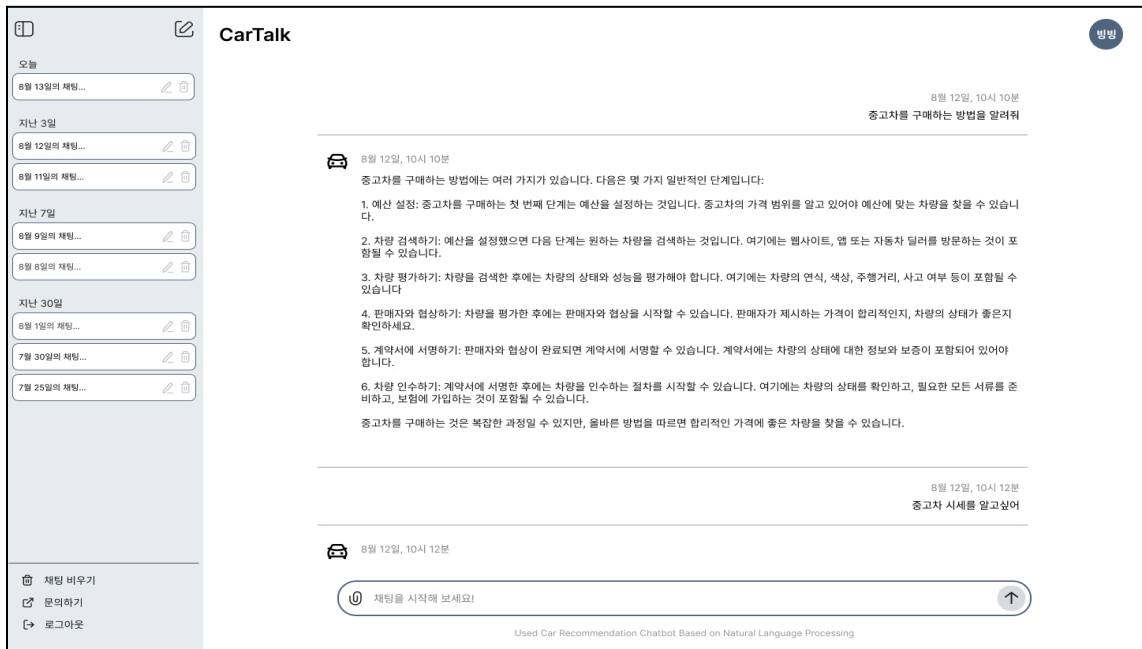 CarTalk
빙빙
오늘
8월 13일의 채팅...
지난 3일
8월 12일의 채팅...
8월 11일의 채팅...
지난 7일
8월 9일의 채팅...
8월 8일의 채팅...
지난 30일
8월 1일의 채팅...
7월 30일의 채팅...
7월 25일의 채팅...
채팅 비우기
문의하기
로그아웃
8월 12일, 10시 10분
중고차를 구매하는 방법을 알려줘
8월 12일, 10시 10분
중고차를 구매하는 방법에는 여러 가지가 있습니다. 다음은 몇 가지 일반적인 단계입니다:
1. 예산 설정: 중고차를 구매하는 첫 번째 단계는 예산을 설정하는 것입니다. 중고차의 가격 범위를 알고 있어야 예산에 맞는 차량을 찾을 수 있습니
다.
2. 차량 검색하기: 예산을 설정했으면 다음 단계는 원하는 차량을 검색하는 것입니다. 여기에는 웹사이트, 앱 또는 자동차 딜러를 방문하는 것이 포
함될 수 있습니다.
3. 차량 평가하기: 차량을 검색한 후에는 차량의 상태와 성능을 평가해야 합니다. 여기에는 차량의 연식, 색상, 주행거리, 사고 여부 등이 포함될 수
있습니다
4. 판매자와 협상하기: 차량을 평가한 후에는 판매자와 협상을 시작할 수 있습니다. 판매자가 제시하는 가격이 합리적인지, 차량의 상태가 좋은지
확인하세요.
5. 계약서에 서명하기: 판매자와 협상이 완료되면 계약서에 서명할 수 있습니다. 계약서에는 차량의 상태에 대한 정보와 보증이 포함되어 있어야
합니다.
6. 차량 인수하기: 계약서에 서명한 후에는 차량을 인수하는 절차를 시작할 수 있습니다. 여기에는 차량의 상태를 확인하고, 필요한 모든 서류를 준
비하고, 보험에 가입하는 것이 포함될 수 있습니다.
중고차를 구매하는 것은 복잡한 과정일 수 있지만, 올바른 방법을 따르면 합리적인 가격에 좋은 차량을 찾을 수 있습니다.
8월 12일, 10시 12분
중고차 시세를 알고싶어
8월 12일, 10시 12분
채팅을 시작해 보세요!
Used Car Recommendation Chatbot Based on Natural Language Processing